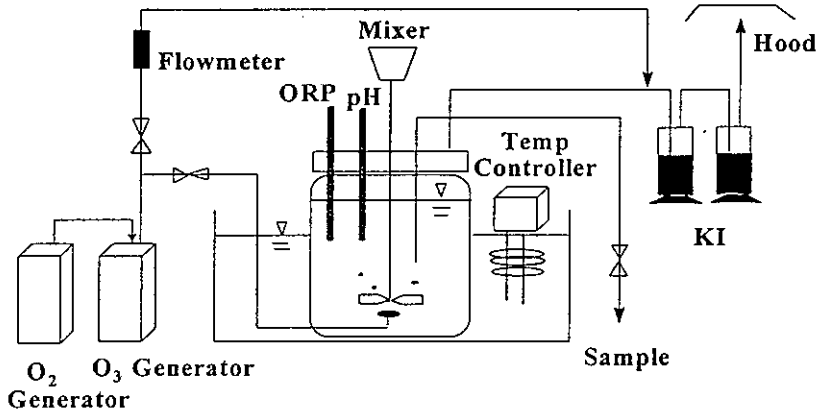 Mixer
Hood
Flowmeter
ORP
pH
Temp
Controller
KI
Sample
O₂
Generator
O₃ Generator